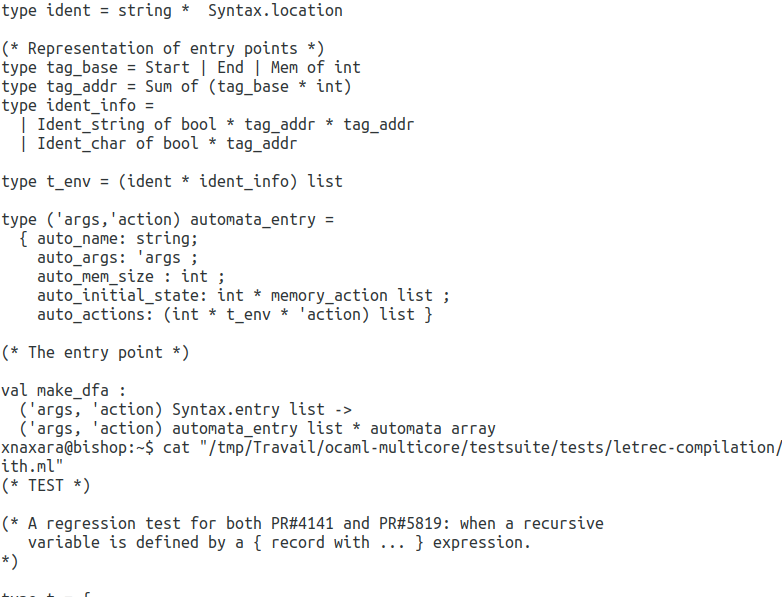 type ident = string *  Syntax.location

(* Representation of entry points *)
type tag_base = Start | End | Mem of int
type tag_addr = Sum of (tag_base * int)
type ident_info =
  | Ident_string of bool * tag_addr * tag_addr
  | Ident_char of bool * tag_addr

type t_env = (ident * ident_info) list

type ('args,'action) automata_entry =
  { auto_name: string;
    auto_args: 'args ;
    auto_mem_size : int ;
    auto_initial_state: int * memory_action list ;
    auto_actions: (int * t_env * 'action) list }

(* The entry point *)

val make_dfa :
  ('args, 'action) Syntax.entry list ->
  ('args, 'action) automata_entry list * automata array
xnaxara@bishop:~$ cat "/tmp/Travail/ocaml-multicore/testsuite/tests/letrec-compilation/
ith.ml"
(* TEST *)

(* A regression test for both PR#4141 and PR#5819: when a recursive
   variable is defined by a { record with ... } expression.
*)